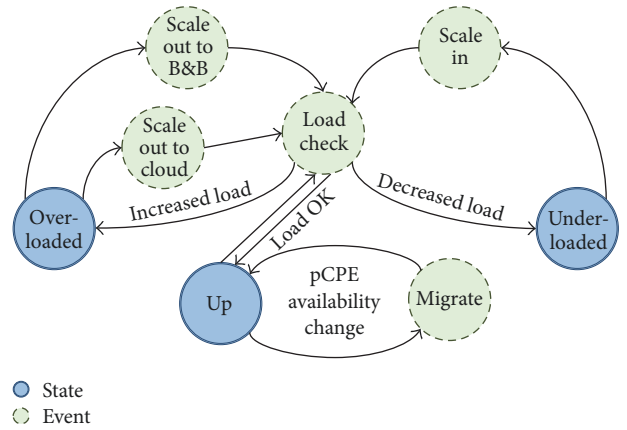 Scale
out to
B&B
Scale
in
Scale
out to
cloud
Load
check
Increased load
Decreased load
Load OK
Over-
loaded
Under-
loaded
Up
pCPE
availability
change
Migrate
State
Event